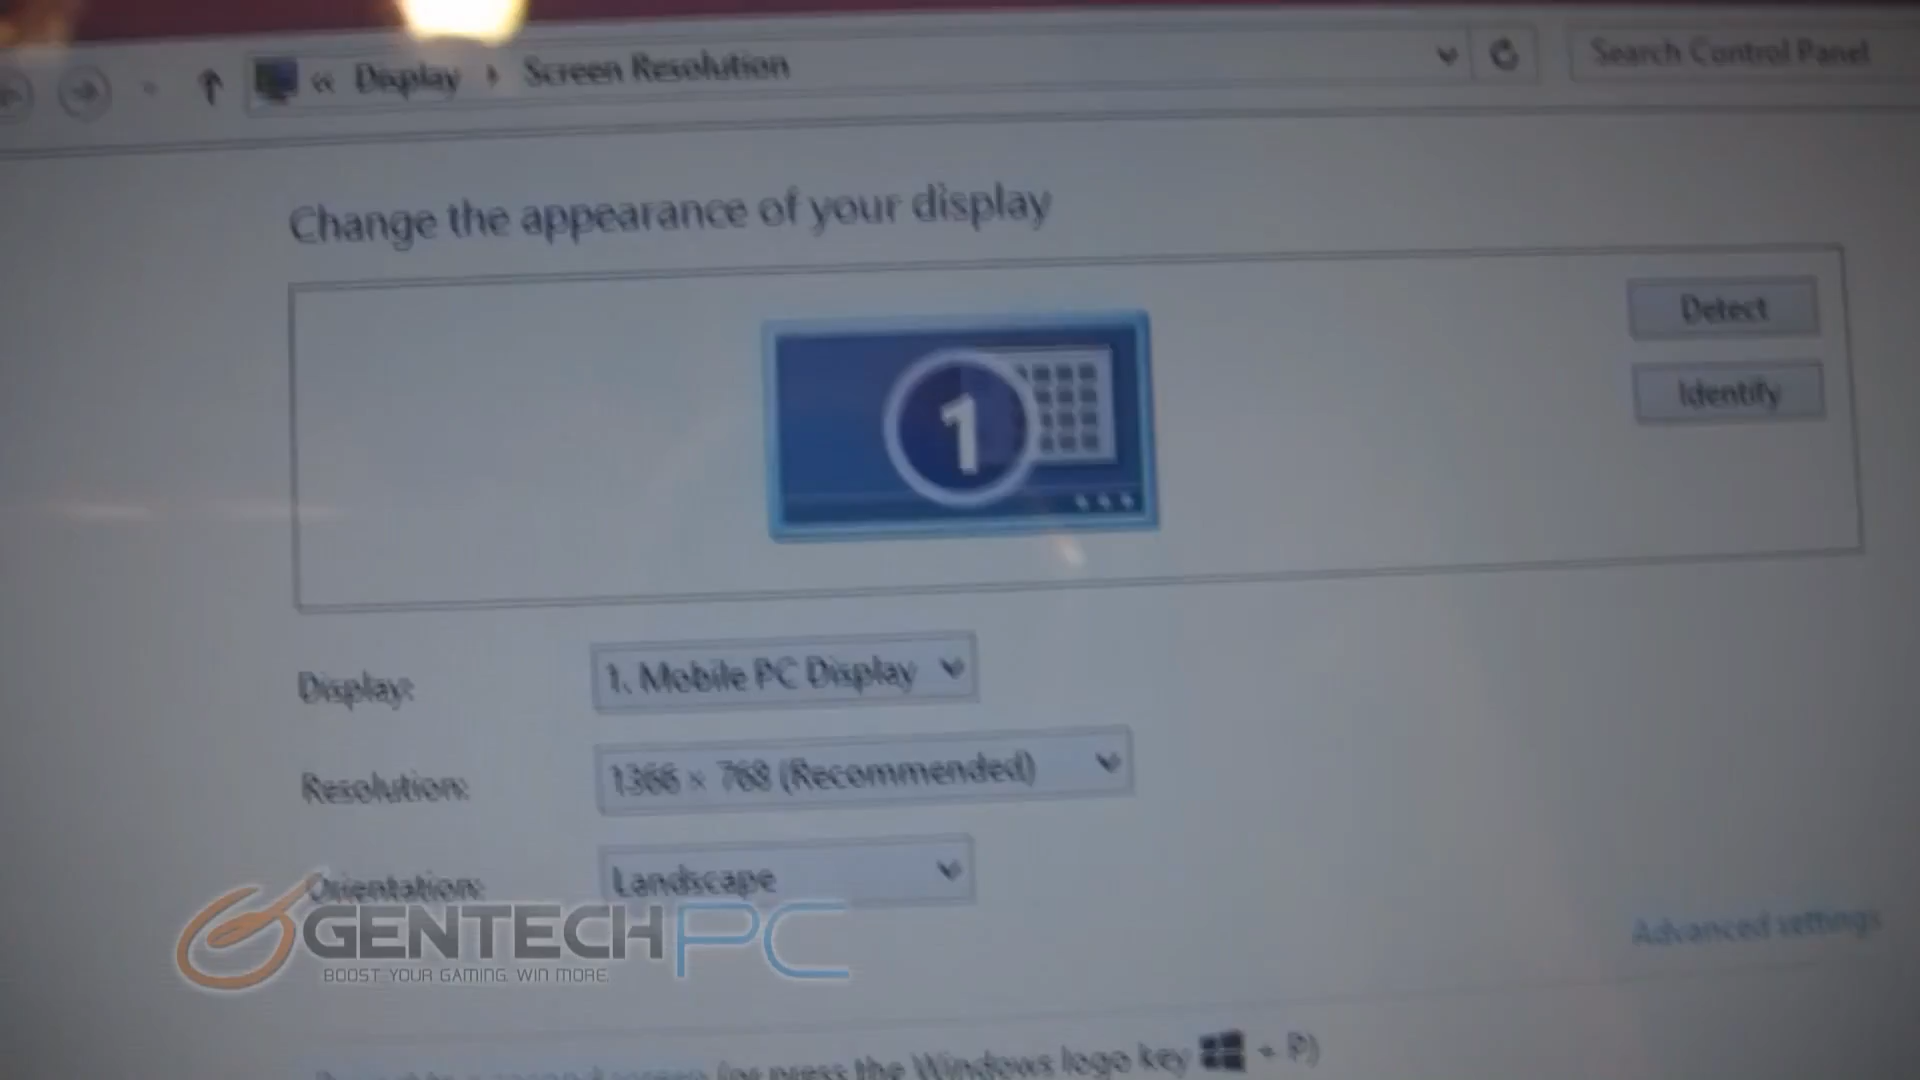 « Display › Screen Resolution
Search Control Panel
Change the appearance of your display
Detect
Identify
1
Display: 1. Mobile PC Display
Resolution: 1366 × 768 (Recommended)
Orientation: Landscape
GENTECH PC
BOOST YOUR GAMING. WIN MORE.
Advanced settings
(or press the Windows logo key + P)